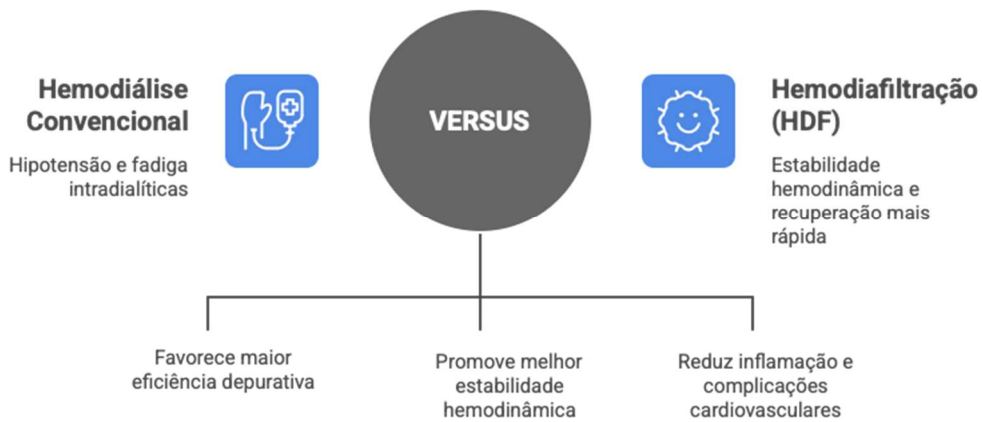 Hemodiálise
Convencional
Hipotensão e fadiga
intradialíticas
VERSUS
Hemodiafiltração
(HDF)
Estabilidade
hemodinâmica e
recuperação mais
rápida
Favorece maior
eficiência depurativa
Promove melhor
estabilidade
hemodinâmica
Reduz inflamação e
complicações
cardiovasculares